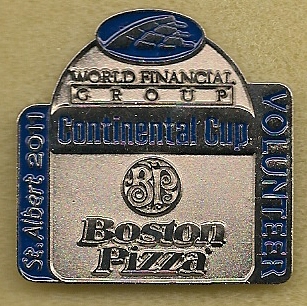 WORLD FINANCIAL
GROUP
Continental Cup
St. Albert 2011
VOLUNTEER
BP
Boston
Pizza